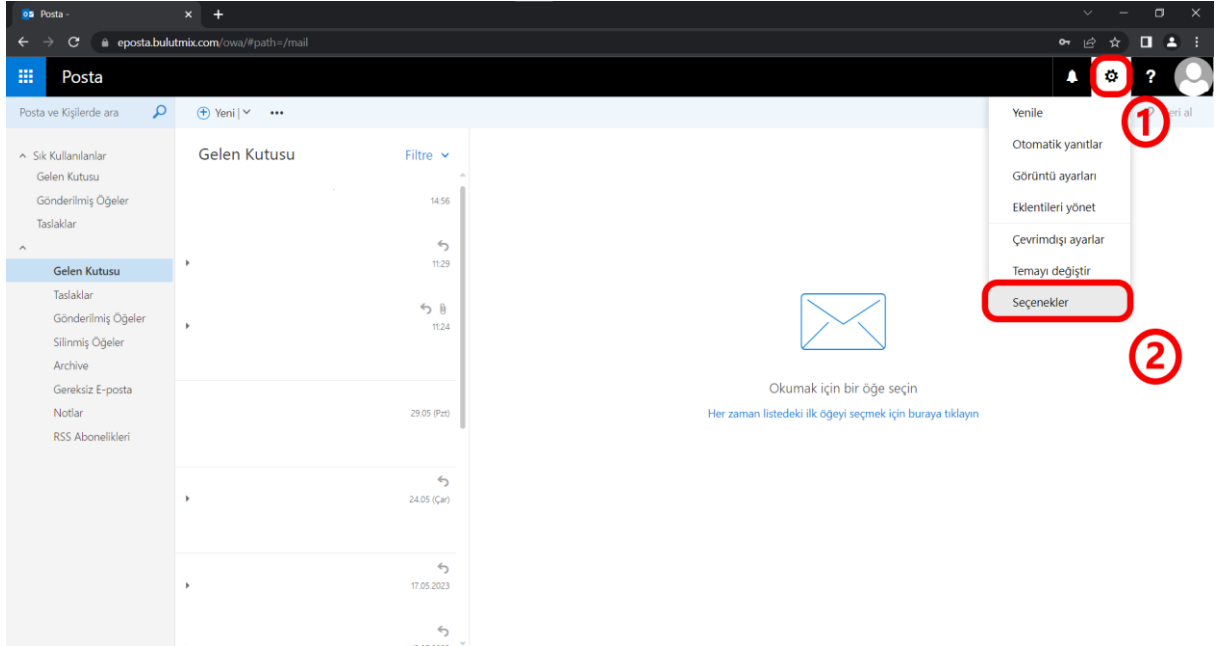 Posta -
eposta.bulutmix.com/owa/#path=/mail
Posta
Posta ve Kişilerde ara
Yeni
Sık Kullanılanlar
Gelen Kutusu
Gönderilmiş Öğeler
Taslaklar
Gelen Kutusu
Taslaklar
Gönderilmiş Öğeler
Silinmiş Öğeler
Archive
Gereksiz E-posta
Notlar
RSS Abonelikleri
Gelen Kutusu
Filtre
14:56
11:29
11:24
29.05 (Pzt)
24.05 (Çar)
17.05.2023
Okumak için bir öğe seçin
Her zaman listedeki ilk öğeyi seçmek için buraya tıklayın
?
Yenile
Otomatik yanıtlar
Görüntü ayarları
Eklentileri yönet
Çevrimdışı ayarlar
Temayı değiştir
Seçenekler
1
2
al